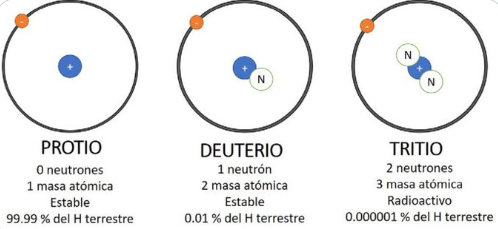 -
+
PROTIO
0 neutrones
1 masa atómica
Estable
99.99 % del H terrestre
-
+
N
DEUTERIO
1 neutrón
2 masa atómica
Estable
0.01 % del H terrestre
-
N
+
N
TRITIO
2 neutrones
3 masa atómica
Radioactivo
0.000001 % del H terrestre